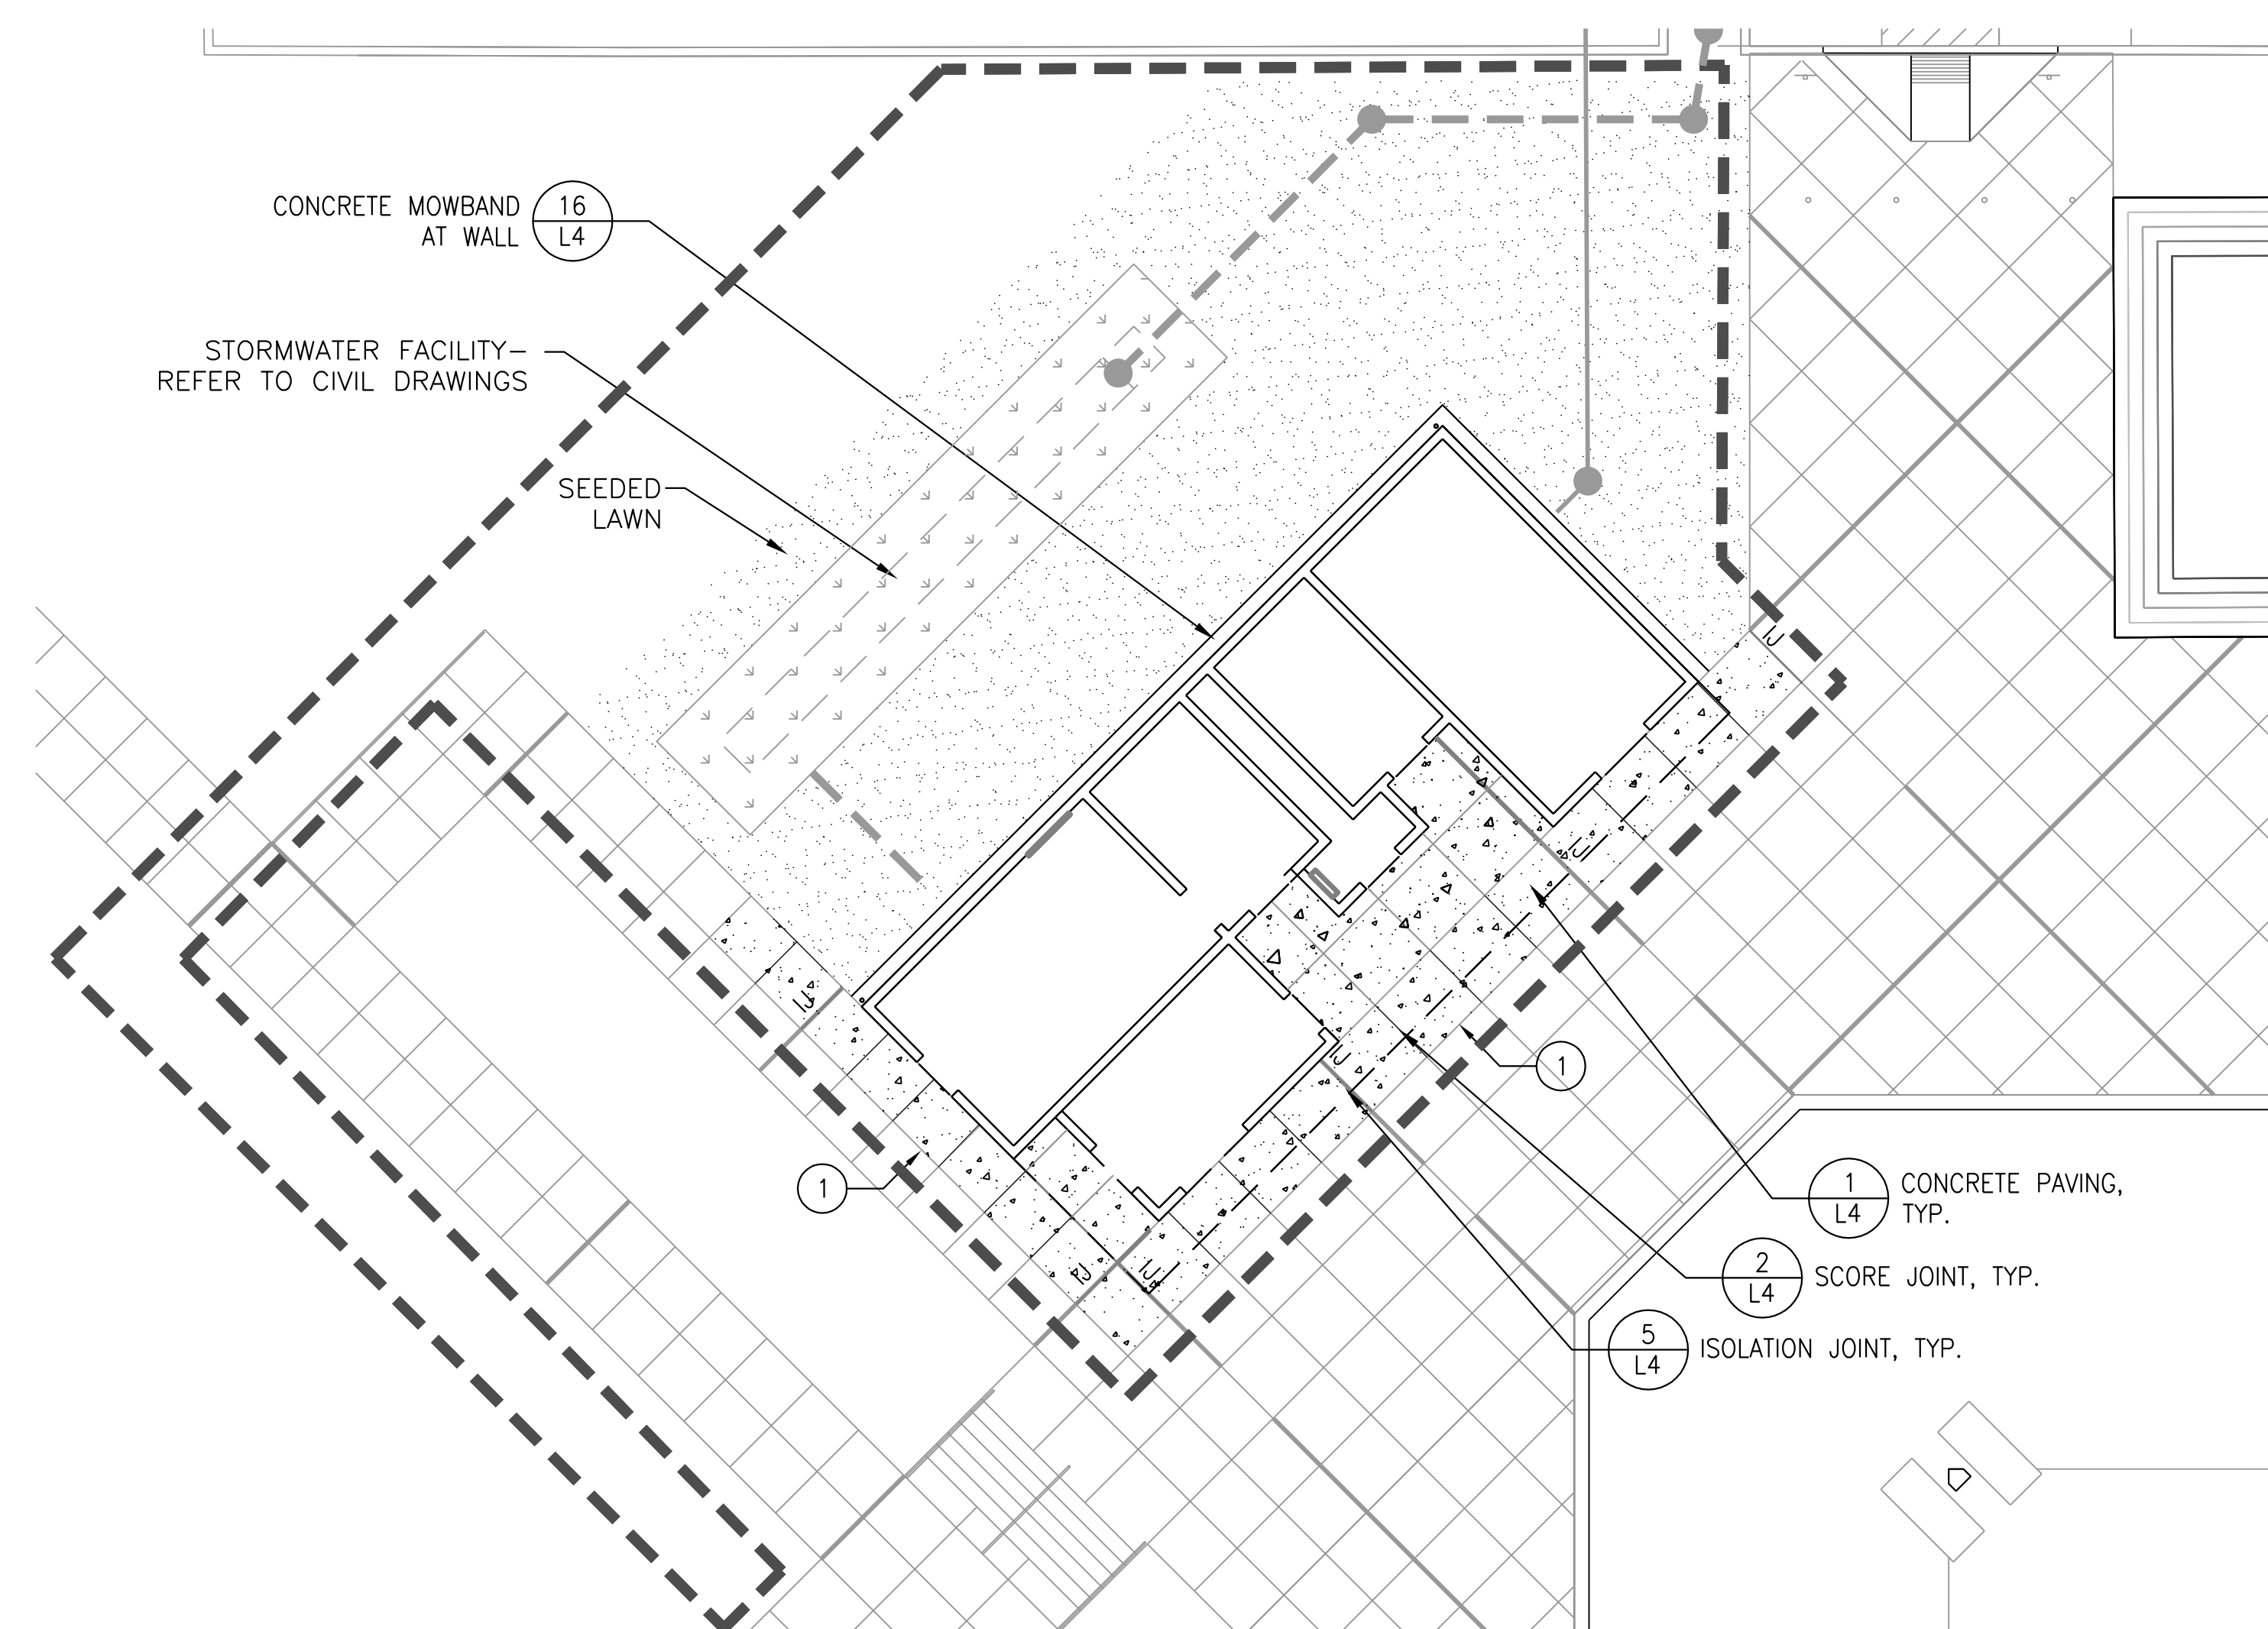 CONCRETE MOWBAND
AT WALL
16
L4
STORMWATER FACILITY-
REFER TO CIVIL DRAWINGS
SEEDED
LAWN
IJ
IJ
IJ
IJ
IJ
IJ
1
1
1
L4
CONCRETE PAVING,
TYP.
2
L4
SCORE JOINT, TYP.
5
L4
ISOLATION JOINT, TYP.